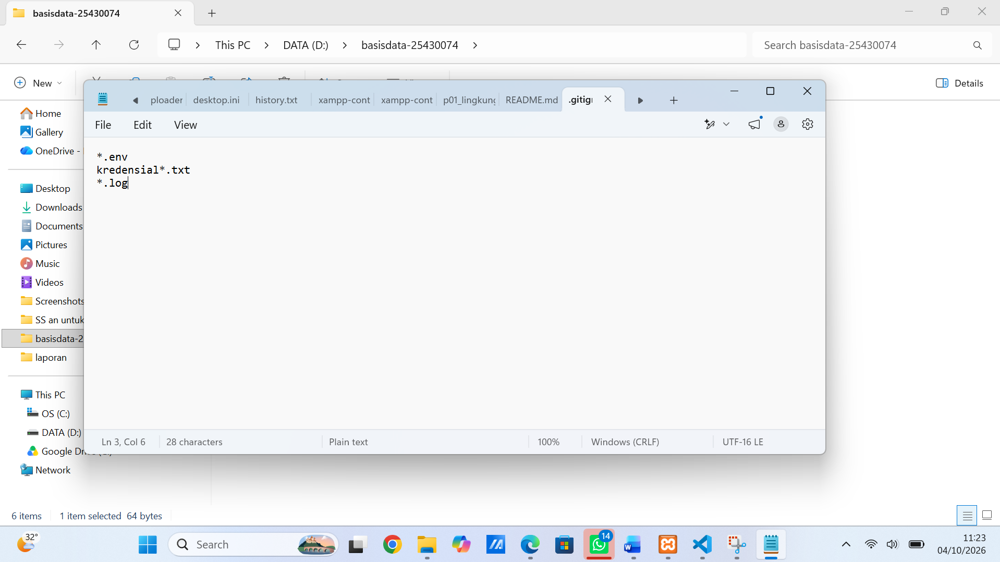 basisdata-25430074
This PC
DATA (D:)
basisdata-25430074
Search basisdata-25430074
New
Details
ploader
desktop.ini
history.txt
xampp-cont
xampp-cont
p01_lingkung
README.md
.gitig
File
Edit
View
*.env
kredensial*.txt
*.log
Home
Gallery
OneDrive -
Desktop
Downloads
Documents
Pictures
Music
Videos
Screenshots
SS an untuk
basisdata-2
laporan
This PC
OS (C:)
DATA (D:)
Google Dri
Network
Ln 3, Col 6
28 characters
Plain text
100%
Windows (CRLF)
UTF-16 LE
6 items
1 item selected 64 bytes
32°
Search
14
11:23
04/10/2026